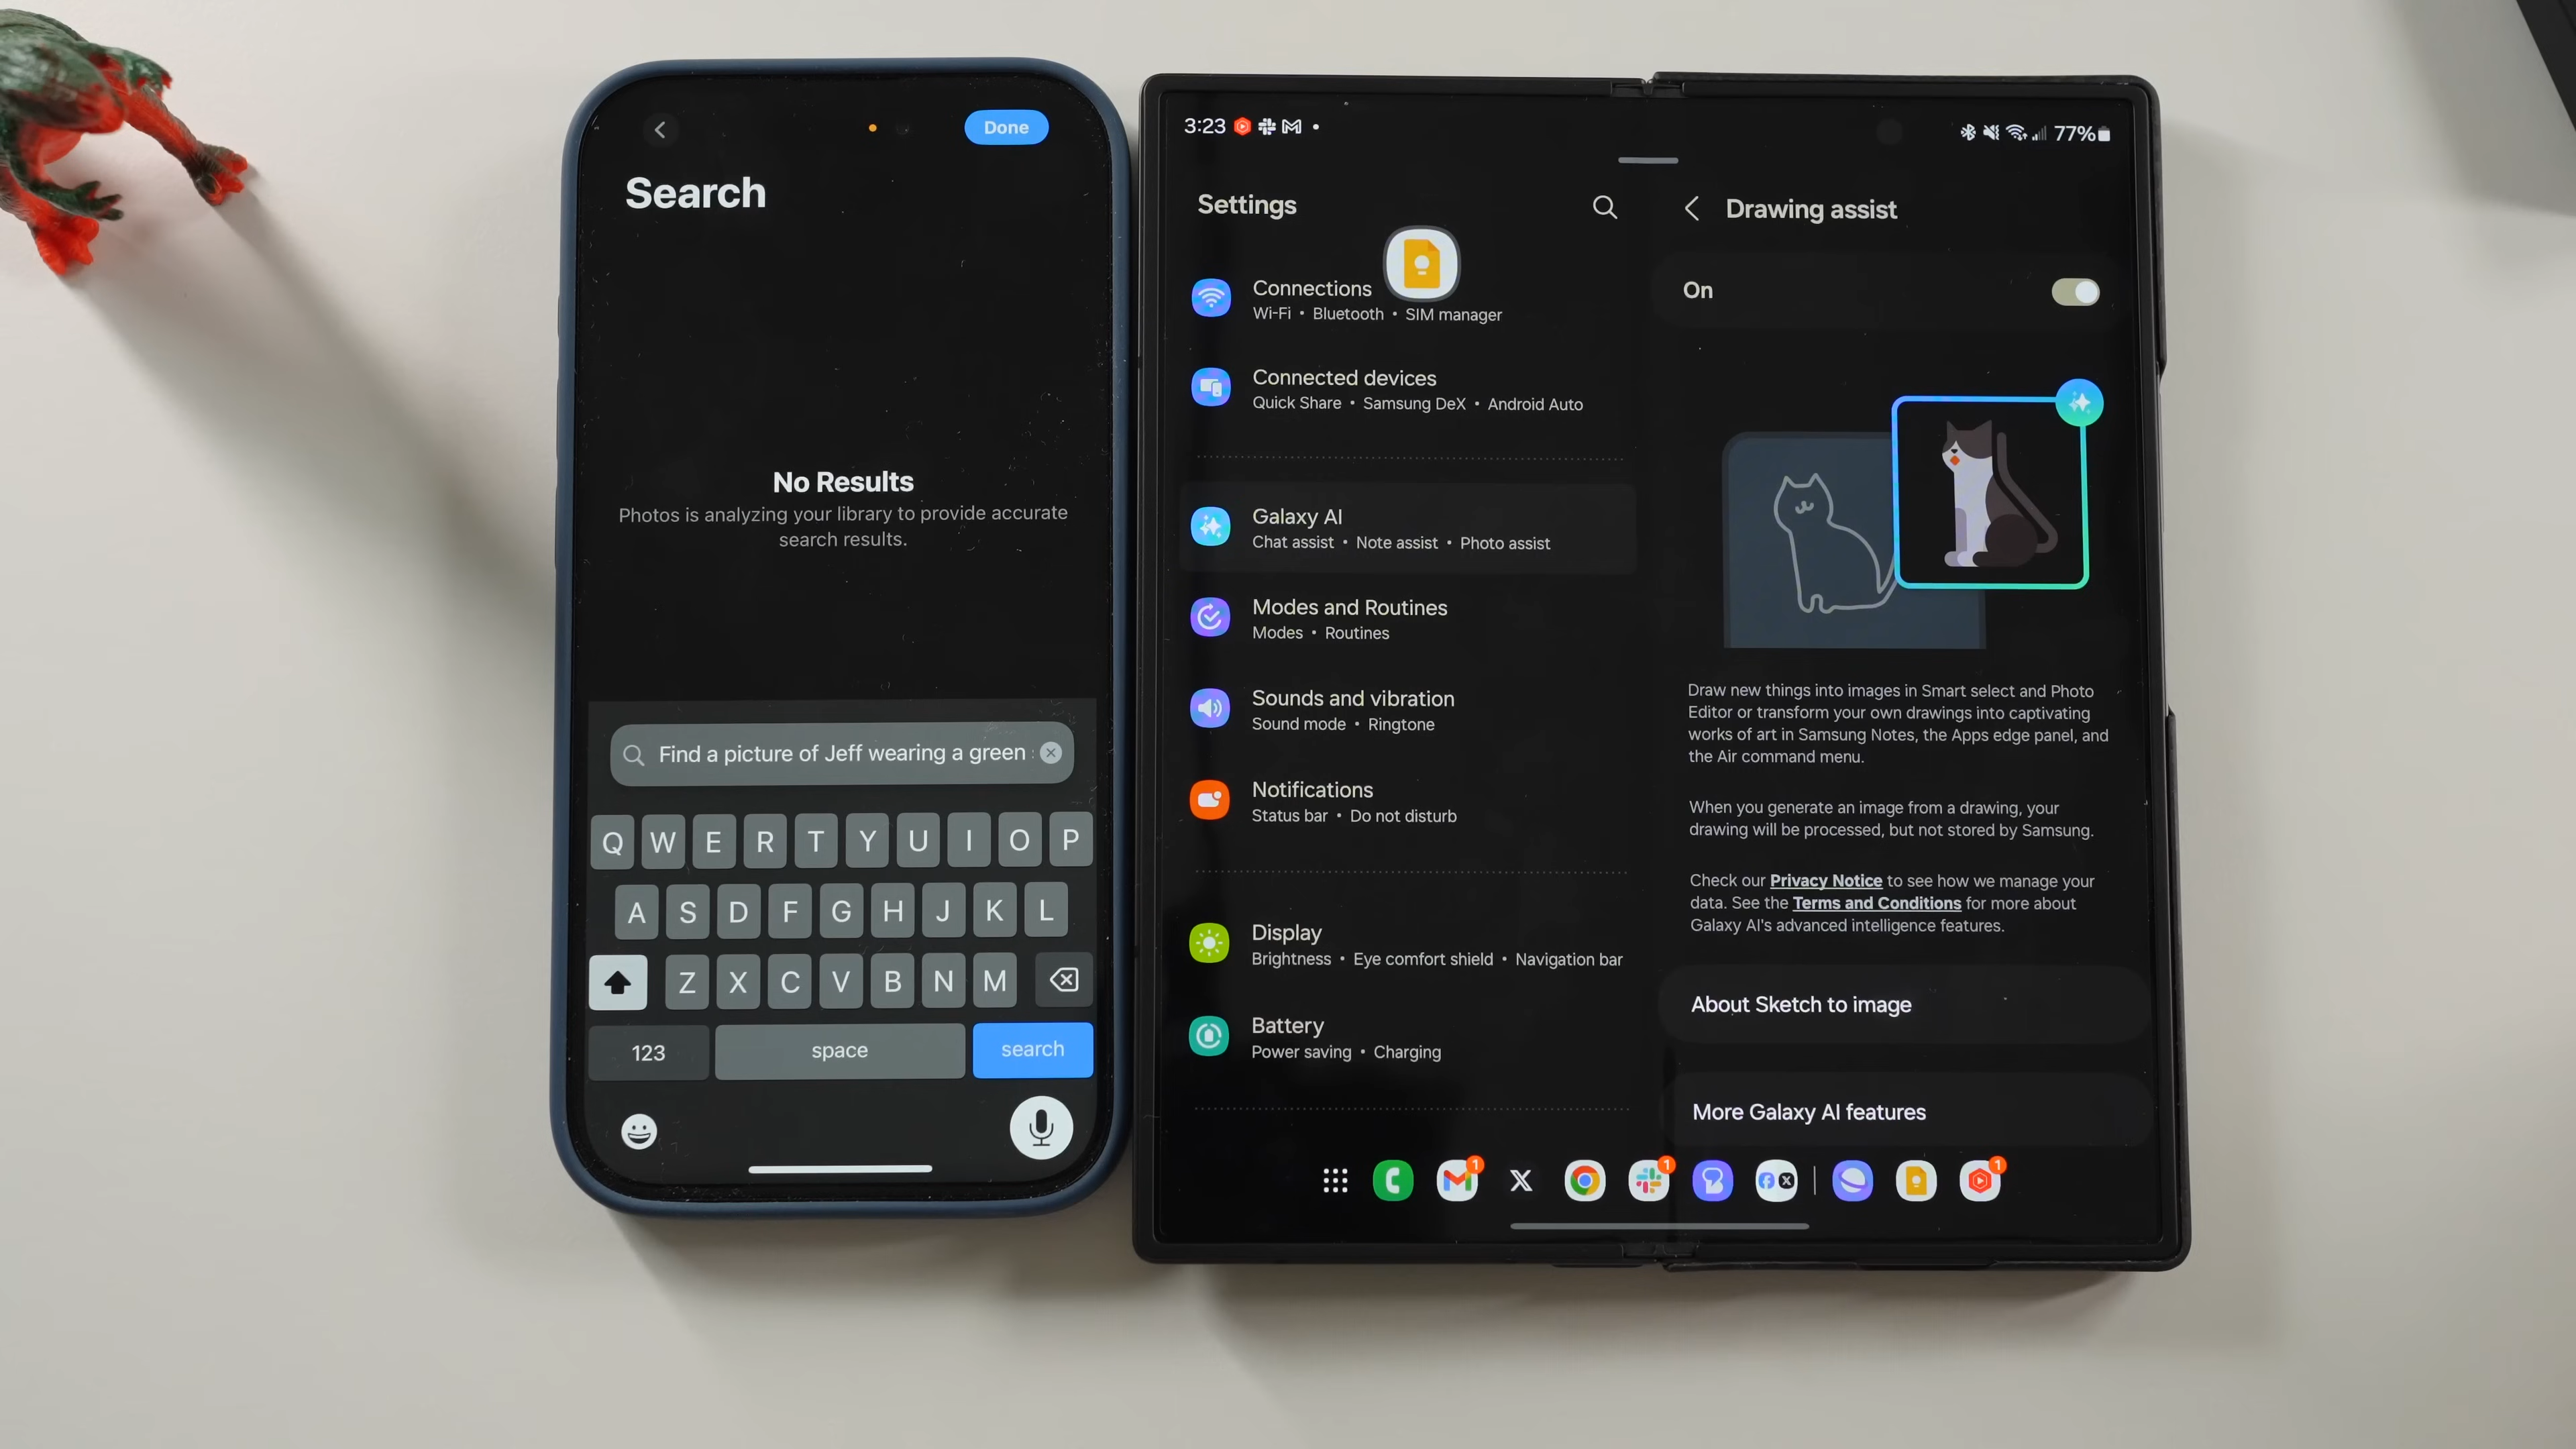 Done
Search
No Results
Photos is analyzing your library to provide accurate
search results.
Find a picture of Jeff wearing a green
Q W E R T Y U I O P
A S D F G H J K L
Z X C V B N M
123 space search
3:23
77%
Settings
Connections
Wi-Fi • Bluetooth • SIM manager
Connected devices
Quick Share • Samsung DeX • Android Auto
Galaxy AI
Chat assist • Note assist • Photo assist
Modes and Routines
Modes • Routines
Sounds and vibration
Sound mode • Ringtone
Notifications
Status bar • Do not disturb
Display
Brightness • Eye comfort shield • Navigation bar
Battery
Power saving • Charging
Drawing assist
On
Draw new things into images in Smart select and Photo
Editor or transform your own drawings into captivating
works of art in Samsung Notes, the Apps edge panel, and
the Air command menu.
When you generate an image from a drawing, your
drawing will be processed, but not stored by Samsung.
Check our Privacy Notice to see how we manage your
data. See the Terms and Conditions for more about
Galaxy AI's advanced intelligence features.
About Sketch to image
More Galaxy AI features
1 1 1